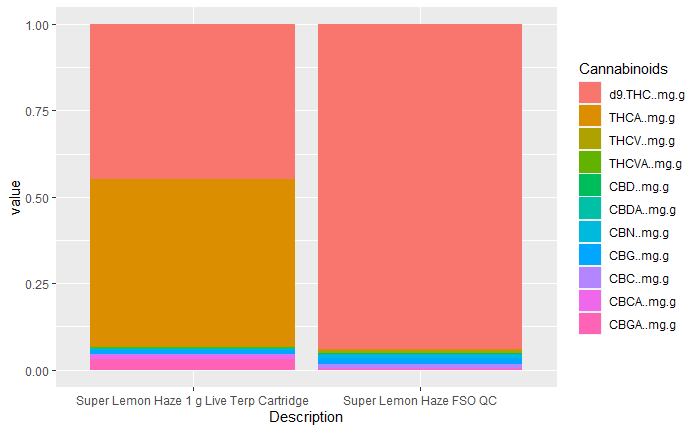 1.00
0.75
0.50
0.25
0.00
value
Super Lemon Haze 1 g Live Terp Cartridge
Super Lemon Haze FSO QC
Description
Cannabinoids
d9.THC..mg.g
THCA..mg.g
THCV..mg.g
THCVA..mg.g
CBD..mg.g
CBDA..mg.g
CBN..mg.g
CBG..mg.g
CBC..mg.g
CBCA..mg.g
CBGA..mg.g